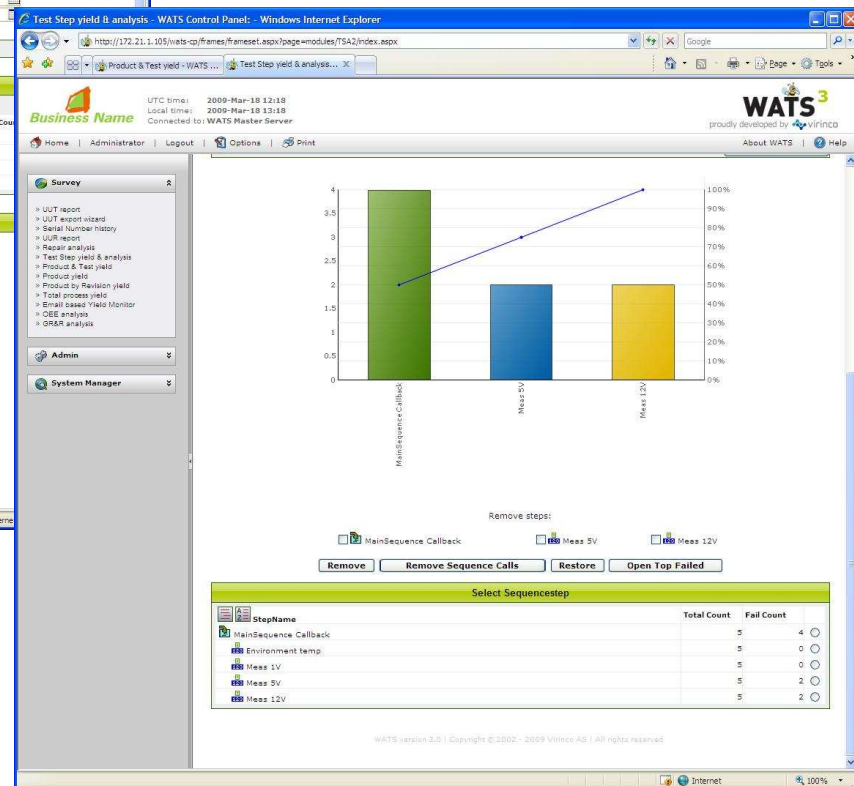 Test Step yield & analysis - WATS Control Panel: - Windows Internet Explorer
http://172.21.1.105/wats-cp/frames/frameset.aspx?page=modules/TSA2/index.aspx
Google
Product & Test yield - WATS ...
Test Step yield & analysis... X
Page
Tools
Business Name
UTC time: 2009-Mar-18 12:18
Local time: 2009-Mar-18 13:18
Connected to: WATS Master Server
WATS3
proudly developed by virinco
Home | Administrator | Logout | Options | Print
About WATS | Help
Survey
» UUT report
» UUT export wizard
» Serial Number history
» UUR report
» Repair analysis
» Test Step yield & analysis
» Product & Test yield
» Product yield
» Product by Revision yield
» Total process yield
» Email based Yield Monitor
» OEE analysis
» GR&R analysis
Admin
System Manager
4
3.5
3
2.5
2
1.5
1
0.5
0
100%
90%
80%
70%
60%
50%
40%
30%
20%
10%
0%
MainSequence Callback
Meas 5V
Meas 12V
Remove steps:
MainSequence Callback Meas 5V Meas 12V
Remove Remove Sequence Calls Restore Open Top Failed
Select Sequencestep
StepName Total Count Fail Count
MainSequence Callback 5 4
Environment temp 5 0
Meas 1V 5 0
Meas 5V 5 2
Meas 12V 5 2
WATS version 3.0 | Copyright © 2002 - 2009 Virinco AS | All rights reserved
Internet
100%